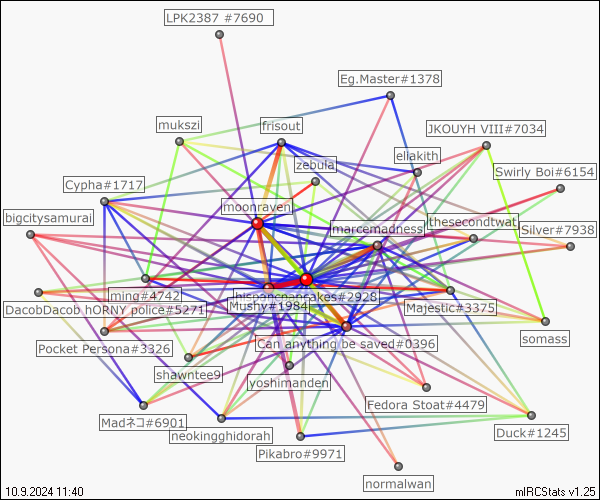 LPK2387 #7690
Eg.Master#1378
mukszi
frisout
JKOUYH VIII#7034
zebula
eliakith
Swirly Boi#6154
Cypha#1717
moonraven
bigcitysamurai
marcemadness
thesecondtwat
Silver#7938
ming#4742
hispancpancakes#2928
DacobDacob hORNY police#5271
Mushy#1984
Majestic#3375
somass
Pocket Persona#3326
Can anything be saved#0396
shawntee9
yoshimanden
Fedora Stoat#4479
Madネコ#6901
neokingghidorah
Duck#1245
Pikabro#9971
normalwan
10.9.2024 11:40
mIRCStats v1.25